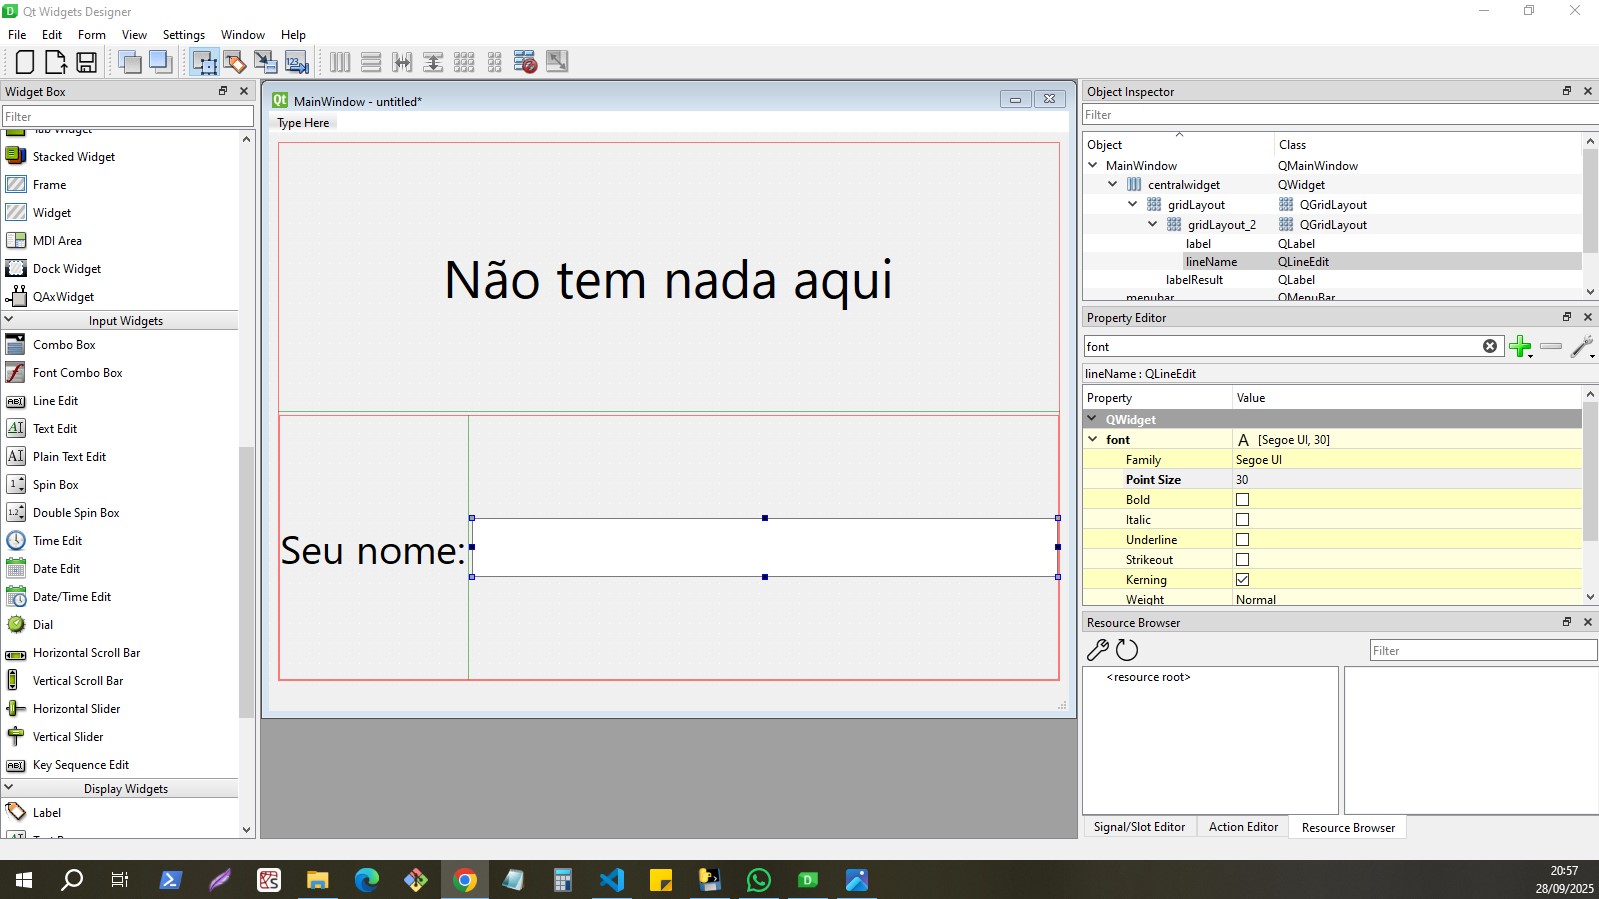 Qt Widgets Designer
File Edit Form View Settings Window Help
Widget Box
Filter
Tab Widget
Stacked Widget
Frame
Widget
MDI Area
Dock Widget
QAxWidget
Input Widgets
Combo Box
Font Combo Box
Line Edit
Text Edit
Plain Text Edit
Spin Box
Double Spin Box
Time Edit
Date Edit
Date/Time Edit
Dial
Horizontal Scroll Bar
Vertical Scroll Bar
Horizontal Slider
Vertical Slider
Key Sequence Edit
Display Widgets
Label
MainWindow - untitled*
Type Here
Não tem nada aqui
Seu nome:
Object Inspector
Filter
Object Class
MainWindow QMainWindow
centralwidget QWidget
gridLayout QGridLayout
gridLayout_2 QGridLayout
label QLabel
lineName QLineEdit
labelResult QLabel
menubar QMenuBar
Property Editor
font
lineName : QLineEdit
Property Value
QWidget
font A [Segoe UI, 30]
Family Segoe UI
Point Size 30
Bold
Italic
Underline
Strikeout
Kerning
Weight Normal
Resource Browser
Filter
<resource root>
Signal/Slot Editor Action Editor Resource Browser
20:57
28/09/2025